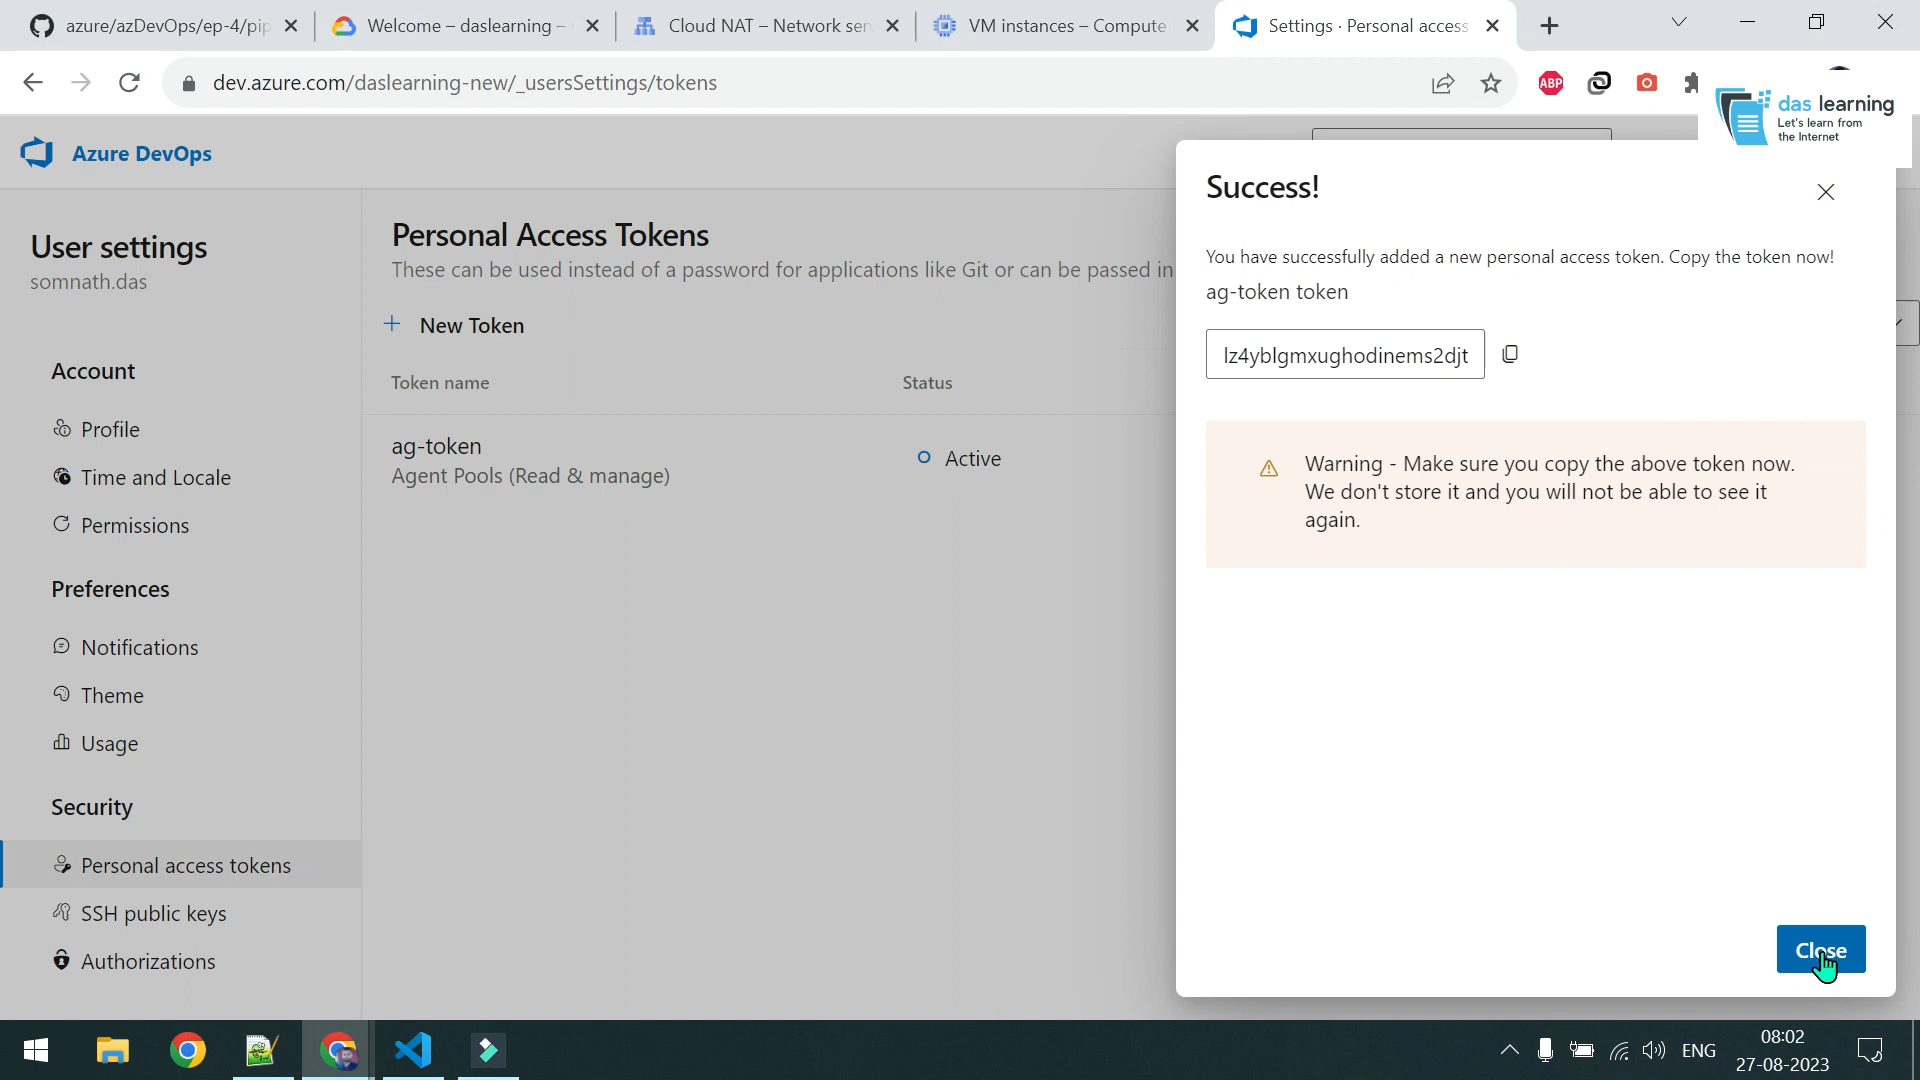 azure/azDevOps/ep-4/pip
Welcome – daslearning –
Cloud NAT – Network ser
VM instances – Compute
Settings · Personal access
dev.azure.com/daslearning-new/_usersSettings/tokens
ABP
das learning
Let's learn from
the Internet
Azure DevOps
User settings
somnath.das
Account
Profile
Time and Locale
Permissions
Preferences
Notifications
Theme
Usage
Security
Personal access tokens
SSH public keys
Authorizations
Personal Access Tokens
These can be used instead of a password for applications like Git or can be passed in
New Token
Token name
Status
ag-token
Agent Pools (Read & manage)
Active
Success!
You have successfully added a new personal access token. Copy the token now!
ag-token token
lz4yblgmxughodinems2djt
Warning - Make sure you copy the above token now.
We don't store it and you will not be able to see it
again.
Close
ENG
08:02
27-08-2023